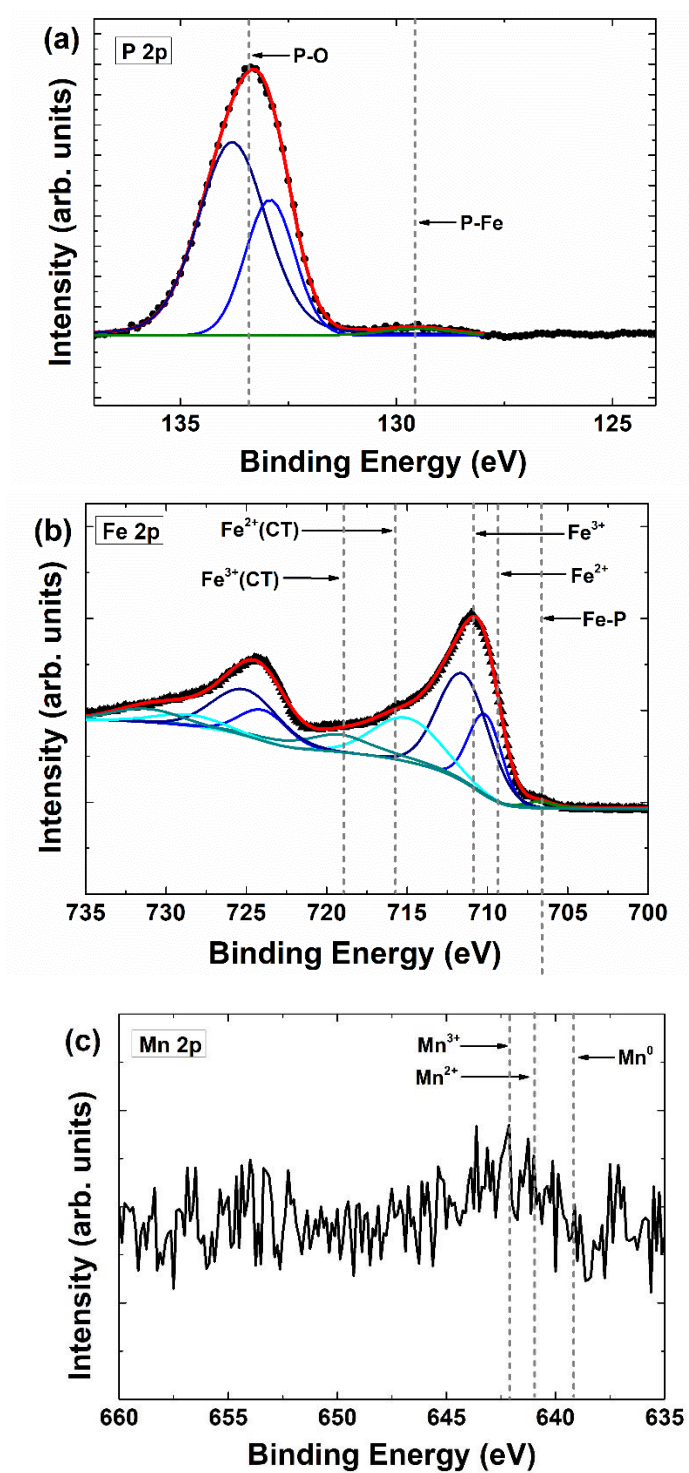 (a)
P 2p
P-O
P-Fe
Intensity (arb. units)
135 130 125
Binding Energy (eV)
(b)
Fe 2p
Fe²⁺(CT)
Fe³⁺
Fe³⁺(CT)
Fe²⁺
Fe-P
Intensity (arb. units)
735 730 725 720 715 710 705 700
Binding Energy (eV)
(c)
Mn 2p
Mn³⁺
Mn²⁺
Mn⁰
Intensity (arb. units)
660 655 650 645 640 635
Binding Energy (eV)